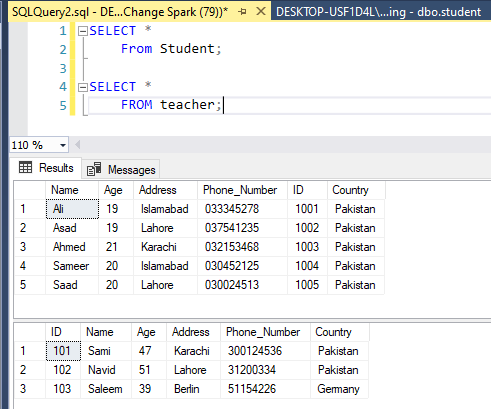 SQLQuery2.sql - DE...Change Spark (79))* DESKTOP-USF1D4L\...ing - dbo.student
1 SELECT *
2 From Student;
3
4 SELECT *
5 FROM teacher;
110 %
Results Messages
Name Age Address Phone_Number ID Country
1 Ali 19 Islamabad 033345278 1001 Pakistan
2 Asad 19 Lahore 037541235 1002 Pakistan
3 Ahmed 21 Karachi 032153468 1003 Pakistan
4 Sameer 20 Islamabad 030452125 1004 Pakistan
5 Saad 20 Lahore 030024513 1005 Pakistan
ID Name Age Address Phone_Number Country
1 101 Sami 47 Karachi 300124536 Pakistan
2 102 Navid 51 Lahore 31200334 Pakistan
3 103 Saleem 39 Berlin 51154226 Germany